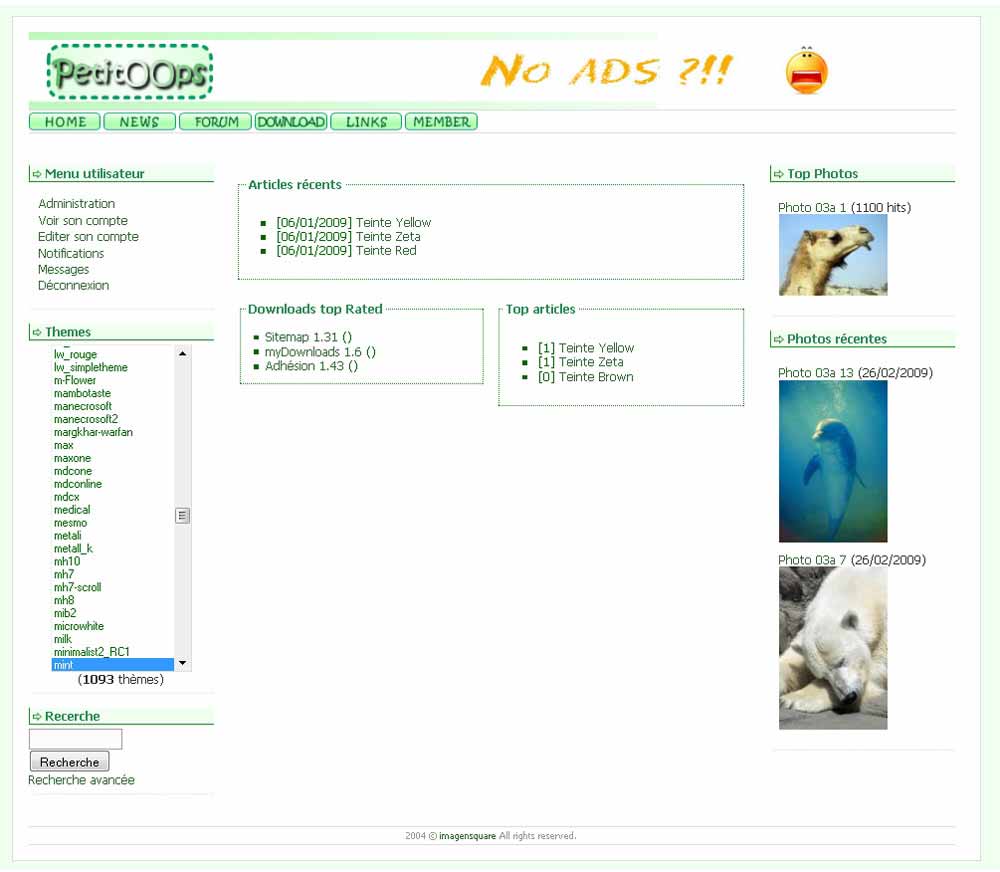 PetitOOps
No ADS ?!!
HOME NEWS FORUM DOWNLOAD LINKS MEMBER
Menu utilisateur
Administration
Voir son compte
Editer son compte
Notifications
Messages
Déconnexion
Themes
lw_rouge
lw_simpletheme
m-Flower
mambotaste
manecrosoft
manecrosoft2
margkhar-warfan
max
maxone
mdcone
mdconline
mdcx
medical
mesmo
metali
metall_k
mh10
mh7
mh7-scroll
mh8
mib2
microwhite
milk
minimalist2_RC1
mint
(1093 thèmes)
Recerche
Recherche
Recherche avancée
Articles récents
[06/01/2009] Teinte Yellow
[06/01/2009] Teinte Zeta
[06/01/2009] Teinte Red
Downloads top Rated
Sitemap 1.31 ()
myDownloads 1.6 ()
Adhésion 1.43 ()
Top articles
[1] Teinte Yellow
[1] Teinte Zeta
[0] Teinte Brown
Top Photos
Photo 03a 1 (1100 hits)
Photos récentes
Photo 03a 13 (26/02/2009)
Photo 03a 7 (26/02/2009)
2004 © imagensquare All rights reserved.